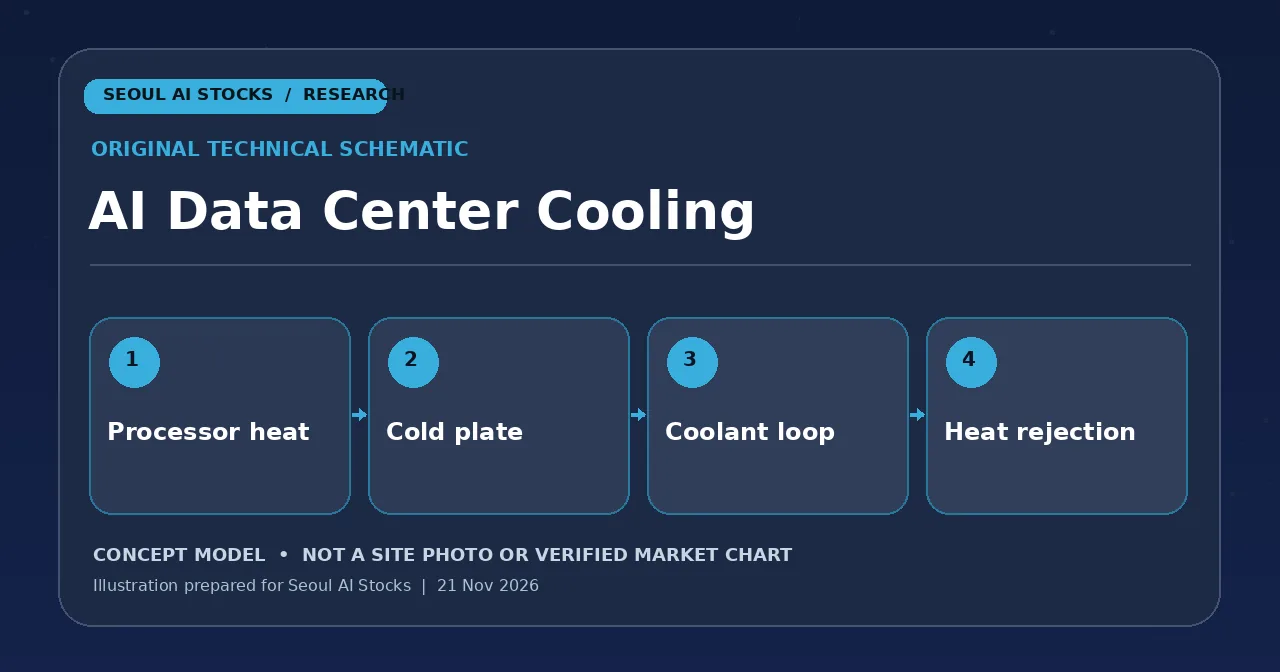 SEOUL AI STOCKS / RESEARCH
ORIGINAL TECHNICAL SCHEMATIC
AI Data Center Cooling
1
Processor heat
2
Cold plate
3
Coolant loop
4
Heat rejection
CONCEPT MODEL • NOT A SITE PHOTO OR VERIFIED MARKET CHART
Illustration prepared for Seoul AI Stocks | 21 Nov 2026